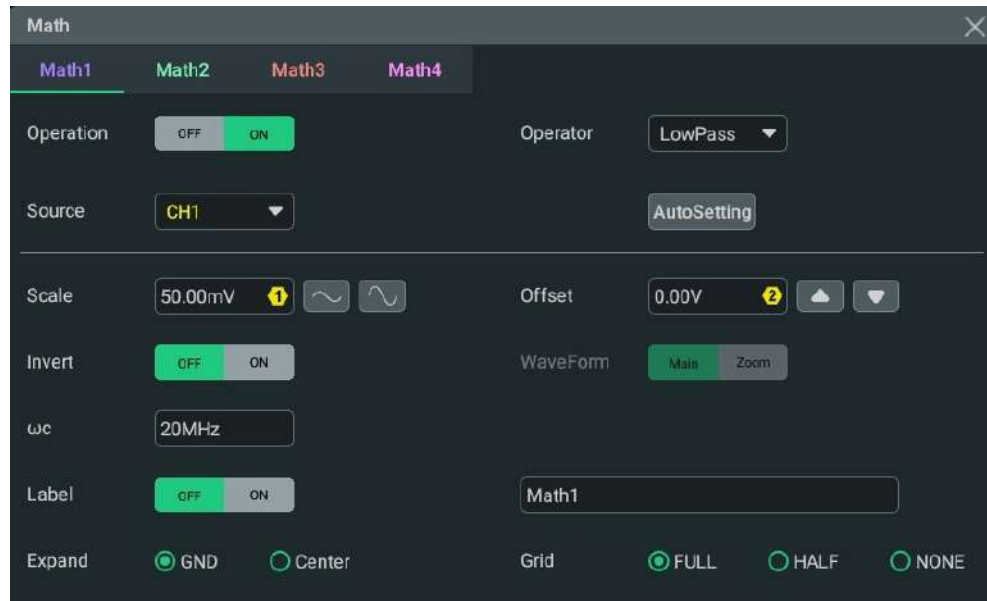 Math
Math1 Math2 Math3 Math4
Operation OFF ON Operator LowPass
Source CH1 AutoSetting
Scale 50.00mV 1 Offset 0.00V 2
Invert OFF ON WaveForm Main Zoom
ωc 20MHz
Label OFF ON Math1
Expand GND Center Grid FULL HALF NONE